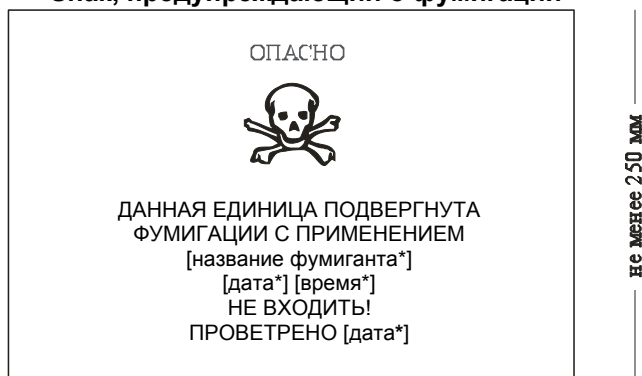 Знак, предупреждающий о фумигации
ОПАСНО
ДАННАЯ ЕДИНИЦА ПОДВЕРГНУТА
ФУМИГАЦИИ С ПРИМЕНЕНИЕМ
[название фумиганта*]
[дата*] [время*]
НЕ ВХОДИТЬ!
ПРОВЕТРЕНО [дата*]
не менее 250 мм